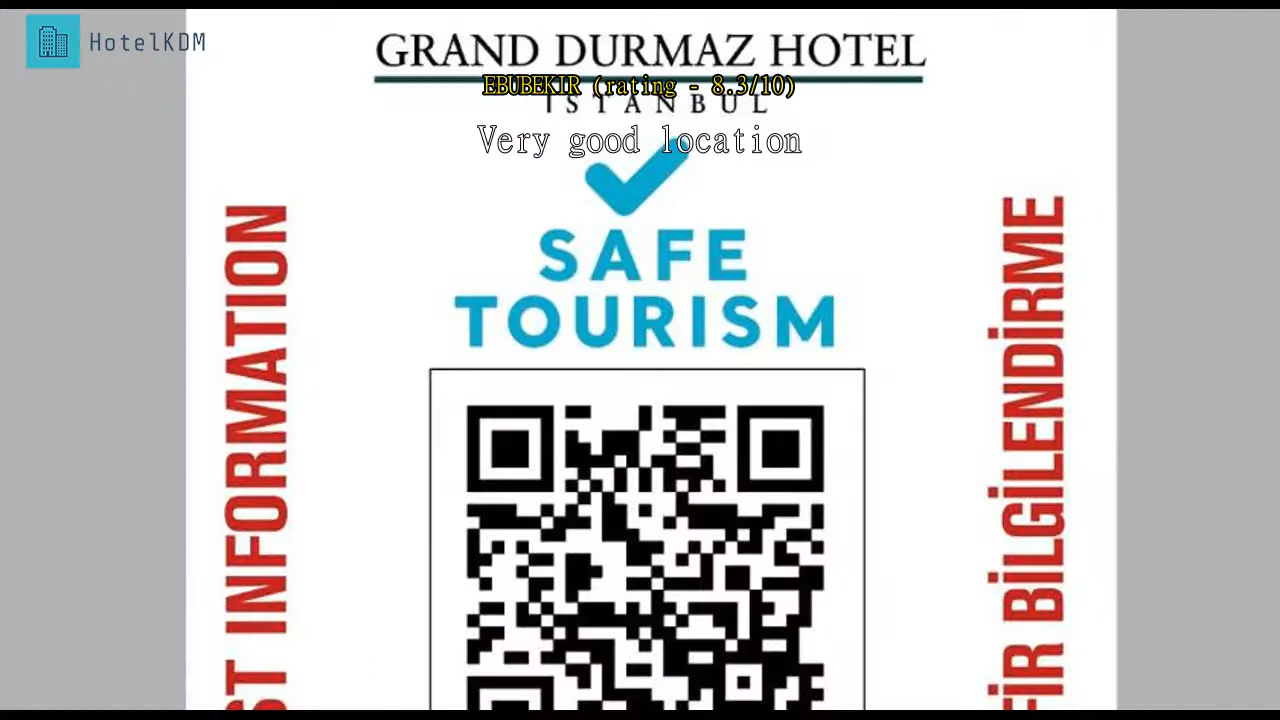 HotelKDM
GRAND DURMAZ HOTEL
EBUBEKIR (rating - 8.3/10)
ISTANBUL
Very good location
SAFE
TOURISM
ST INFORMATION
FİR BİLGİLENDİRME